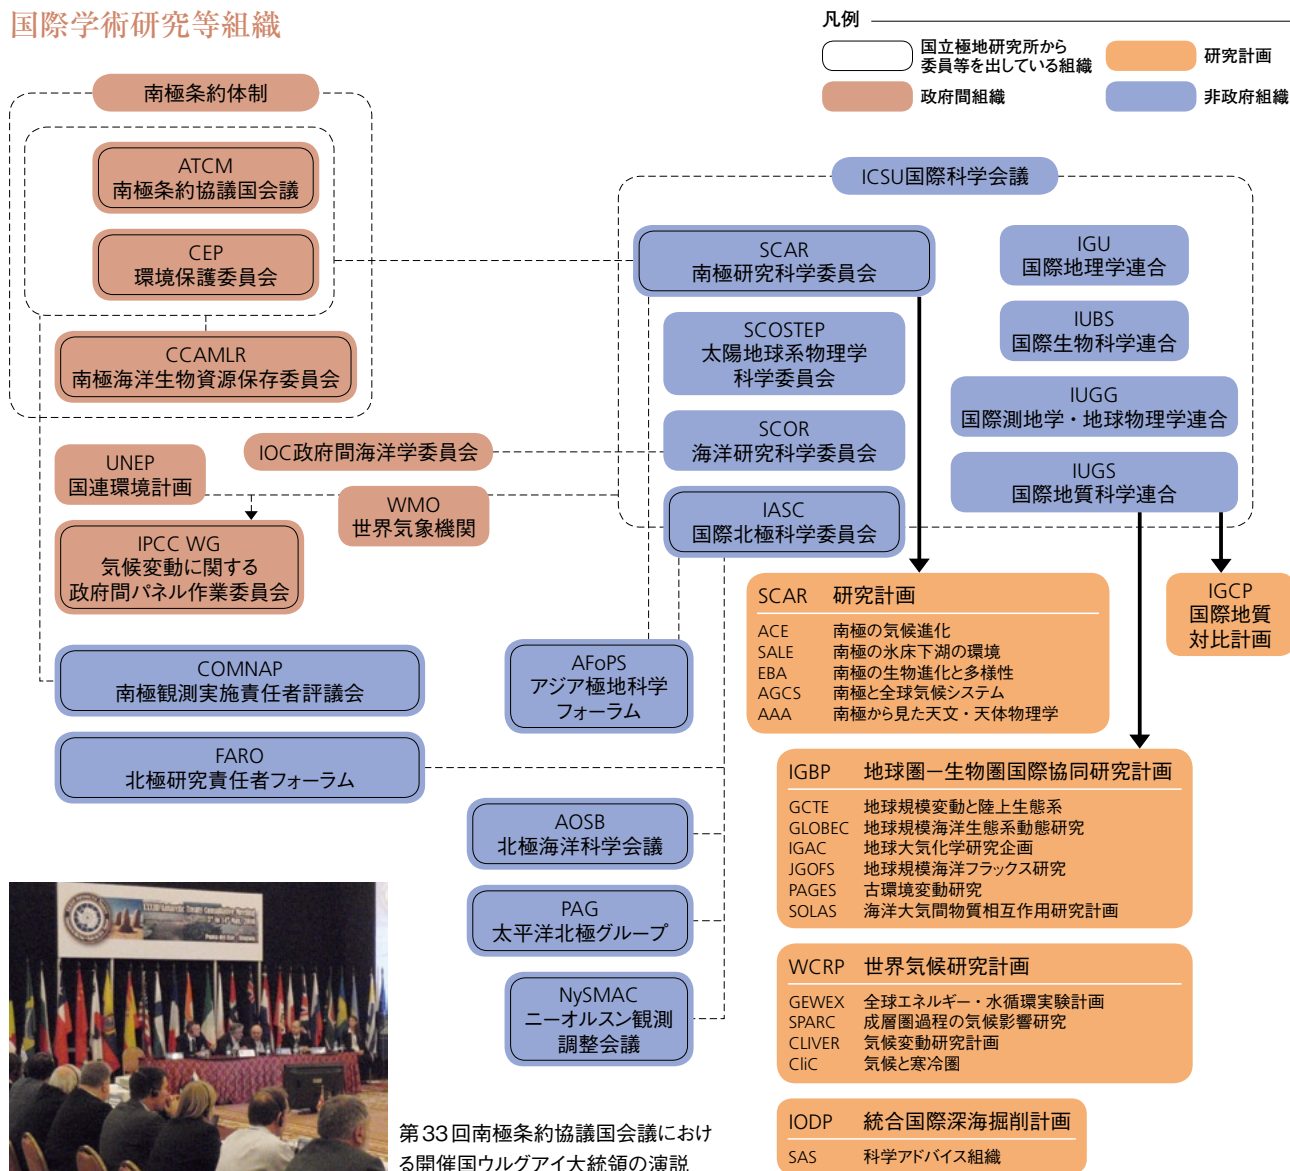 国際学術研究等組織
凡例
国立極地研究所から
委員等を出している組織
研究計画
政府間組織
非政府組織
南極条約体制
ATCM
南極条約協議国会議
CEP
環境保護委員会
CCAMLR
南極海洋生物資源保存委員会
ICSU国際科学会議
SCAR
南極研究科学委員会
SCOSTEP
太陽地球系物理学
科学委員会
SCOR
海洋研究科学委員会
IASC
国際北極科学委員会
IGU
国際地理学連合
IUBS
国際生物科学連合
IUGG
国際測地学・地球物理学連合
IUGS
国際地質科学連合
IOC政府間海洋学委員会
UNEP
国連環境計画
WMO
世界気象機関
IPCC WG
気候変動に関する
政府間パネル作業委員会
COMNAP
南極観測実施責任者評議会
FARO
北極研究責任者フォーラム
AFoPS
アジア極地科学
フォーラム
AOSB
北極海洋科学会議
PAG
太平洋北極グループ
NySMAC
ニーオルスン観測
調整会議
SCAR 研究計画
ACE 南極の気候進化
SALE 南極の氷床下湖の環境
EBA 南極の生物進化と多様性
AGCS 南極と全球気候システム
AAA 南極から見た天文・天体物理学
IGCP
国際地質
対比計画
IGBP 地球圏−生物圏国際協同研究計画
GCTE 地球規模変動と陸上生態系
GLOBEC 地球規模海洋生態系動態研究
IGAC 地球大気化学研究企画
JGOFS 地球規模海洋フラックス研究
PAGES 古環境変動研究
SOLAS 海洋大気間物質相互作用研究計画
WCRP 世界気候研究計画
GEWEX 全球エネルギー・水循環実験計画
SPARC 成層圏過程の気候影響研究
CLIVER 気候変動研究計画
CliC 気候と寒冷圏
IODP 統合国際深海掘削計画
SAS 科学アドバイス組織
第33回南極条約協議国会議におけ
る開催国ウルグアイ大統領の演説